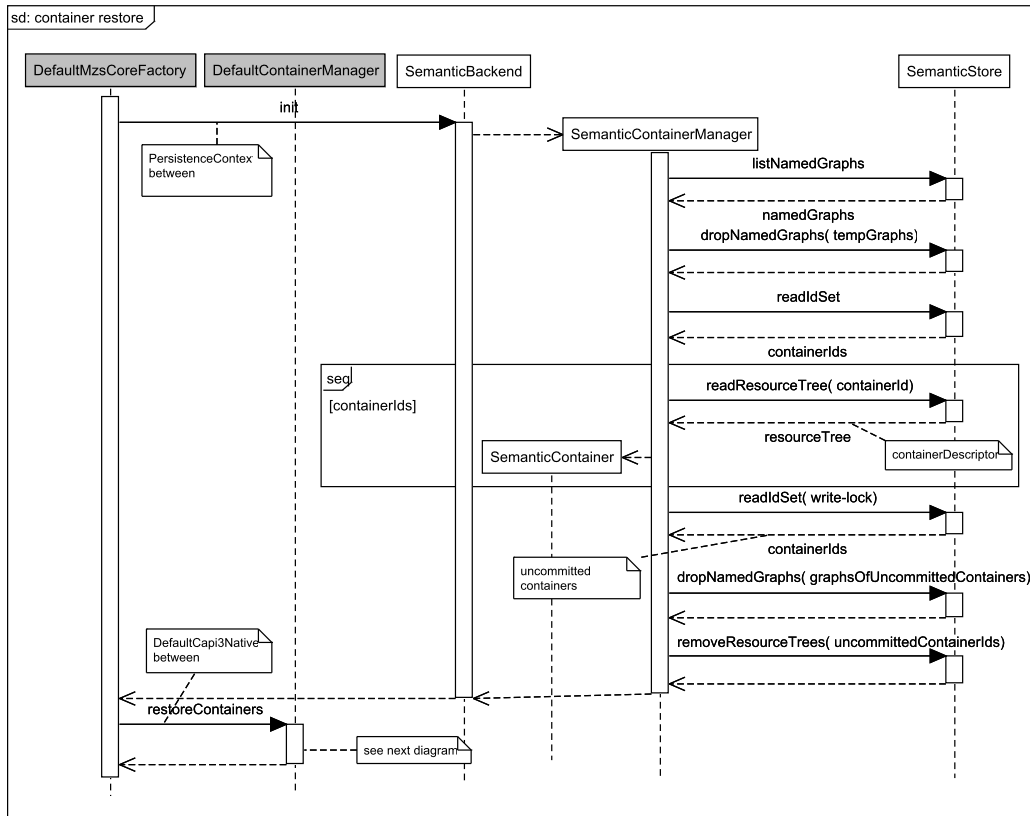 sd: container restore
DefaultMzsCoreFactory
DefaultContainerManager
SemanticBackend
SemanticStore
init
SemanticContainerManager
PersistenceContex
between
listNamedGraphs
namedGraphs
dropNamedGraphs( tempGraphs)
readIdSet
containerIds
seq
[containerIds]
readResourceTree( containerId)
resourceTree
containerDescriptor
SemanticContainer
readIdSet( write-lock)
containerIds
uncommitted
containers
dropNamedGraphs( graphsOfUncommittedContainers)
DefaultCapi3Native
between
removeResourceTrees( uncommittedContainerIds)
restoreContainers
see next diagram